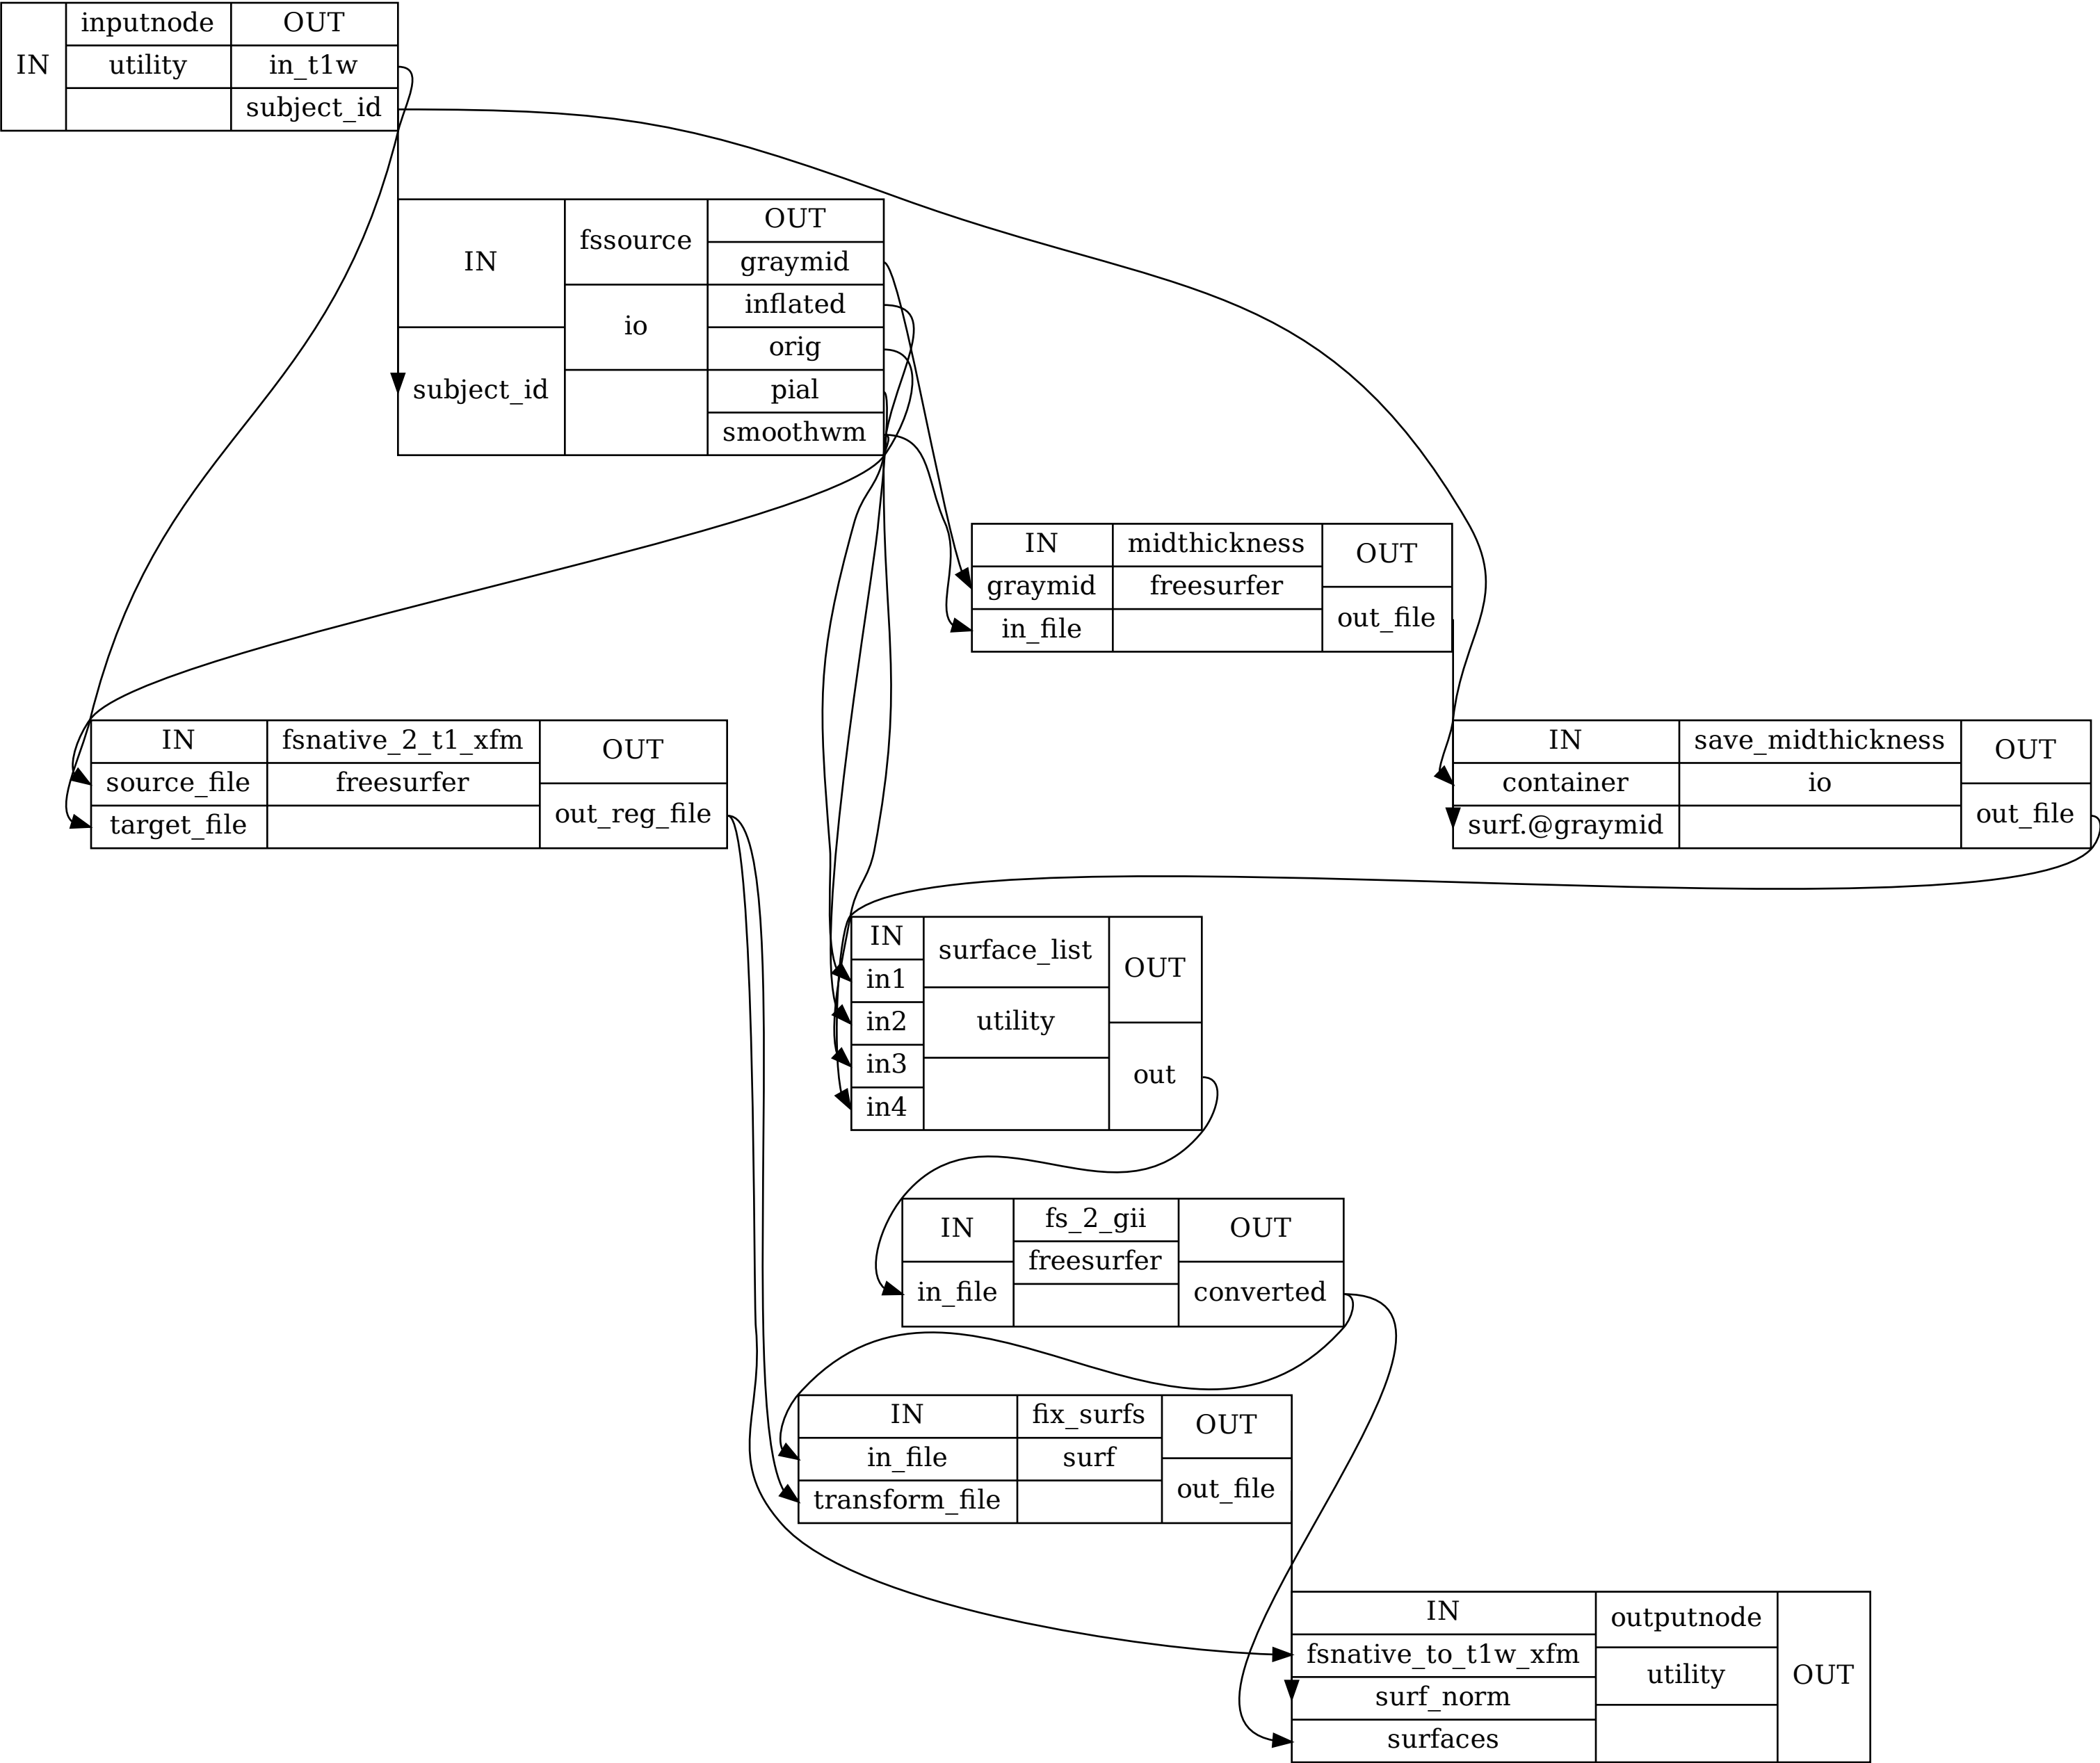 IN
inputnode
utility
OUT
in_t1w
subject_id
IN
subject_id
fssource
io
OUT
graymid
inflated
orig
pial
smoothwm
IN
graymid
in_file
midthickness
freesurfer
OUT
out_file
IN
source_file
target_file
fsnative_2_t1_xfm
freesurfer
OUT
out_reg_file
IN
container
surf.@graymid
save_midthickness
io
OUT
out_file
IN
in1
in2
in3
in4
surface_list
utility
OUT
out
IN
in_file
fs_2_gii
freesurfer
OUT
converted
IN
in_file
transform_file
fix_surfs
surf
OUT
out_file
IN
fsnative_to_t1w_xfm
surf_norm
surfaces
outputnode
utility
OUT